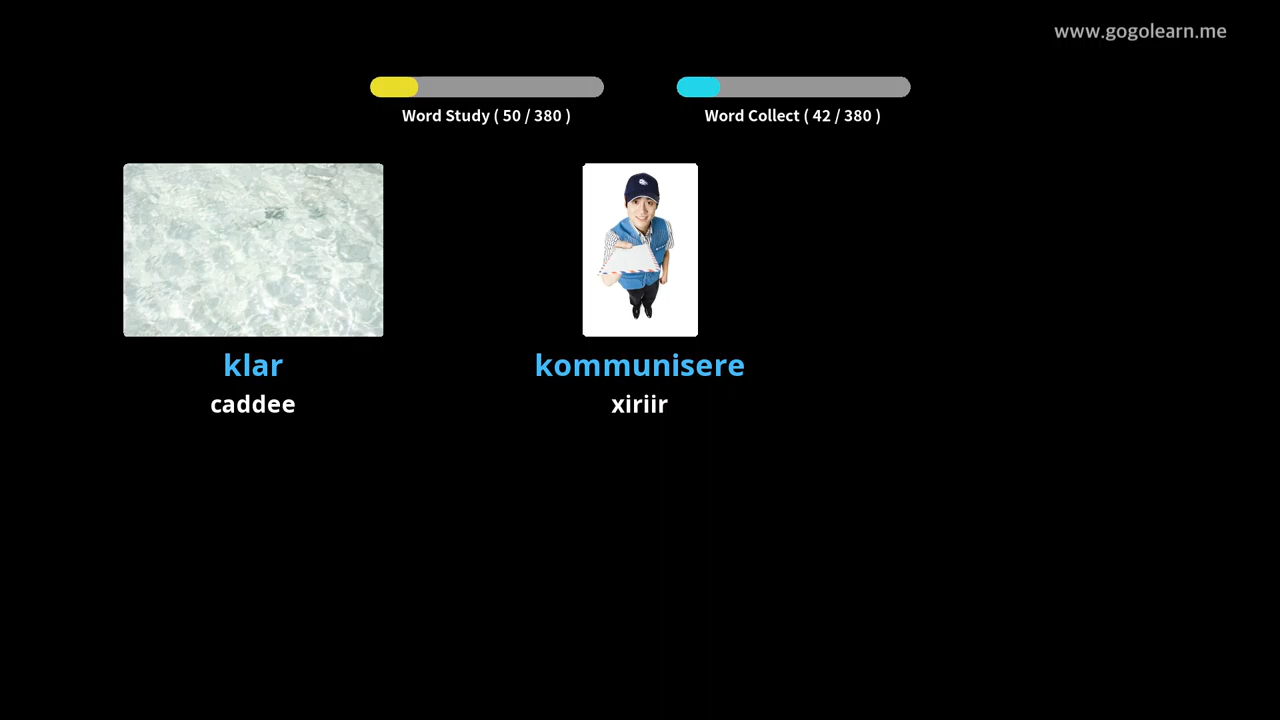 www.gogolearn.me
Word Study ( 50 / 380 )
Word Collect ( 42 / 380 )
klar
caddee
kommunisere
xiriir